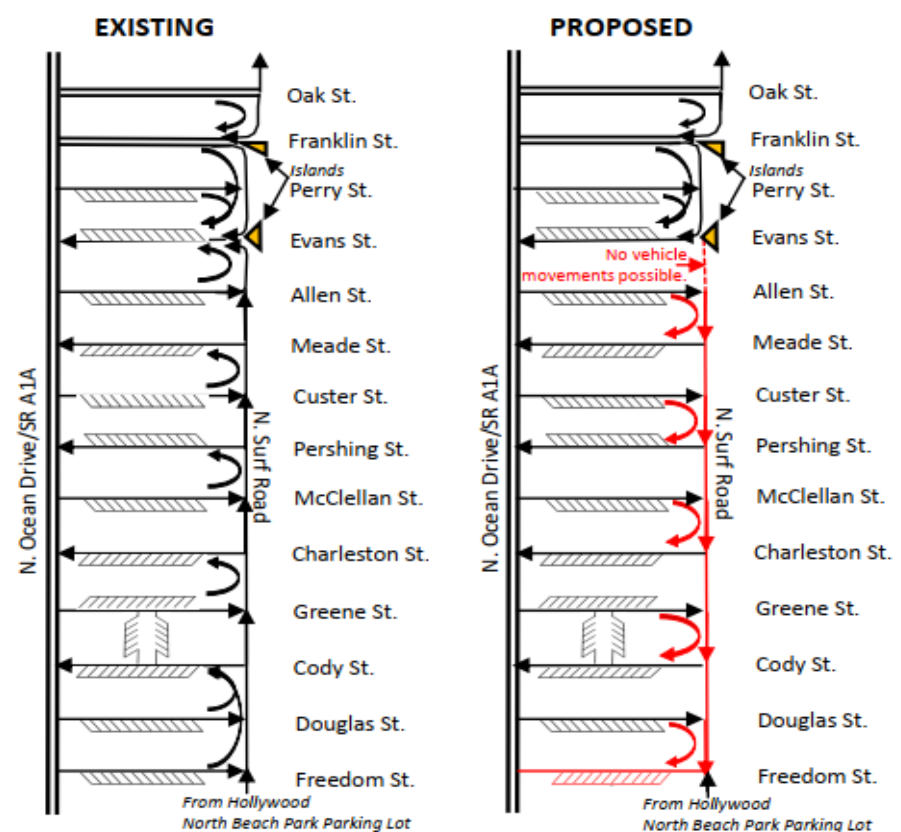 EXISTING
Oak St.
Franklin St.
Islands
Perry St.
Evans St.
Allen St.
Meade St.
Custer St.
Pershing St.
McClellan St.
Charleston St.
Greene St.
Cody St.
Douglas St.
Freedom St.
N. Ocean Drive/SR A1A
N. Surf Road
From Hollywood
North Beach Park Parking Lot
PROPOSED
Oak St.
Franklin St.
Islands
Perry St.
Evans St.
No vehicle
movements possible.
Allen St.
Meade St.
Custer St.
Pershing St.
McClellan St.
Charleston St.
Greene St.
Cody St.
Douglas St.
Freedom St.
N. Ocean Drive/SR A1A
N. Surf Road
From Hollywood
North Beach Park Parking Lot